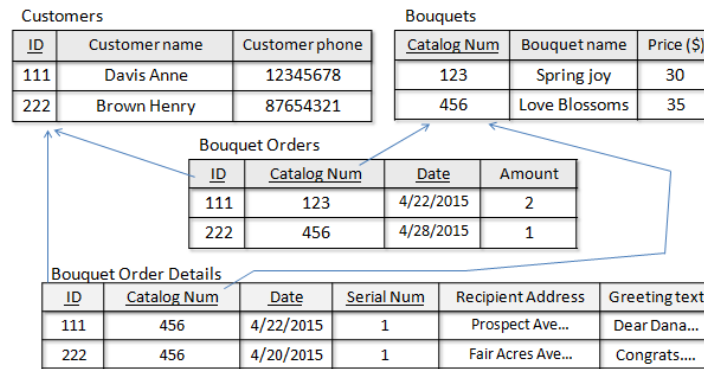 Customers
ID Customer name Customer phone
111 Davis Anne 12345678
222 Brown Henry 87654321
Bouquets
Catalog Num Bouquet name Price ($)
123 Spring joy 30
456 Love Blossoms 35
Bouquet Orders
ID Catalog Num Date Amount
111 123 4/22/2015 2
222 456 4/28/2015 1
Bouquet Order Details
ID Catalog Num Date Serial Num Recipient Address Greeting text
111 456 4/22/2015 1 Prospect Ave... Dear Dana...
222 456 4/20/2015 1 Fair Acres Ave... Congrats....